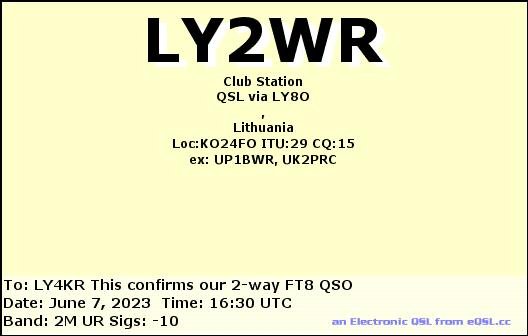 LY2WR
Club Station
QSL via LY8O
,
Lithuania
Loc:KO24FO ITU:29 CQ:15
ex: UP1BWR, UK2PRC
To: LY4KR This confirms our 2-way FT8 QSO
Date: June 7, 2023 Time: 16:30 UTC
Band: 2M UR Sigs: -10
an Electronic QSL from eQSL.cc